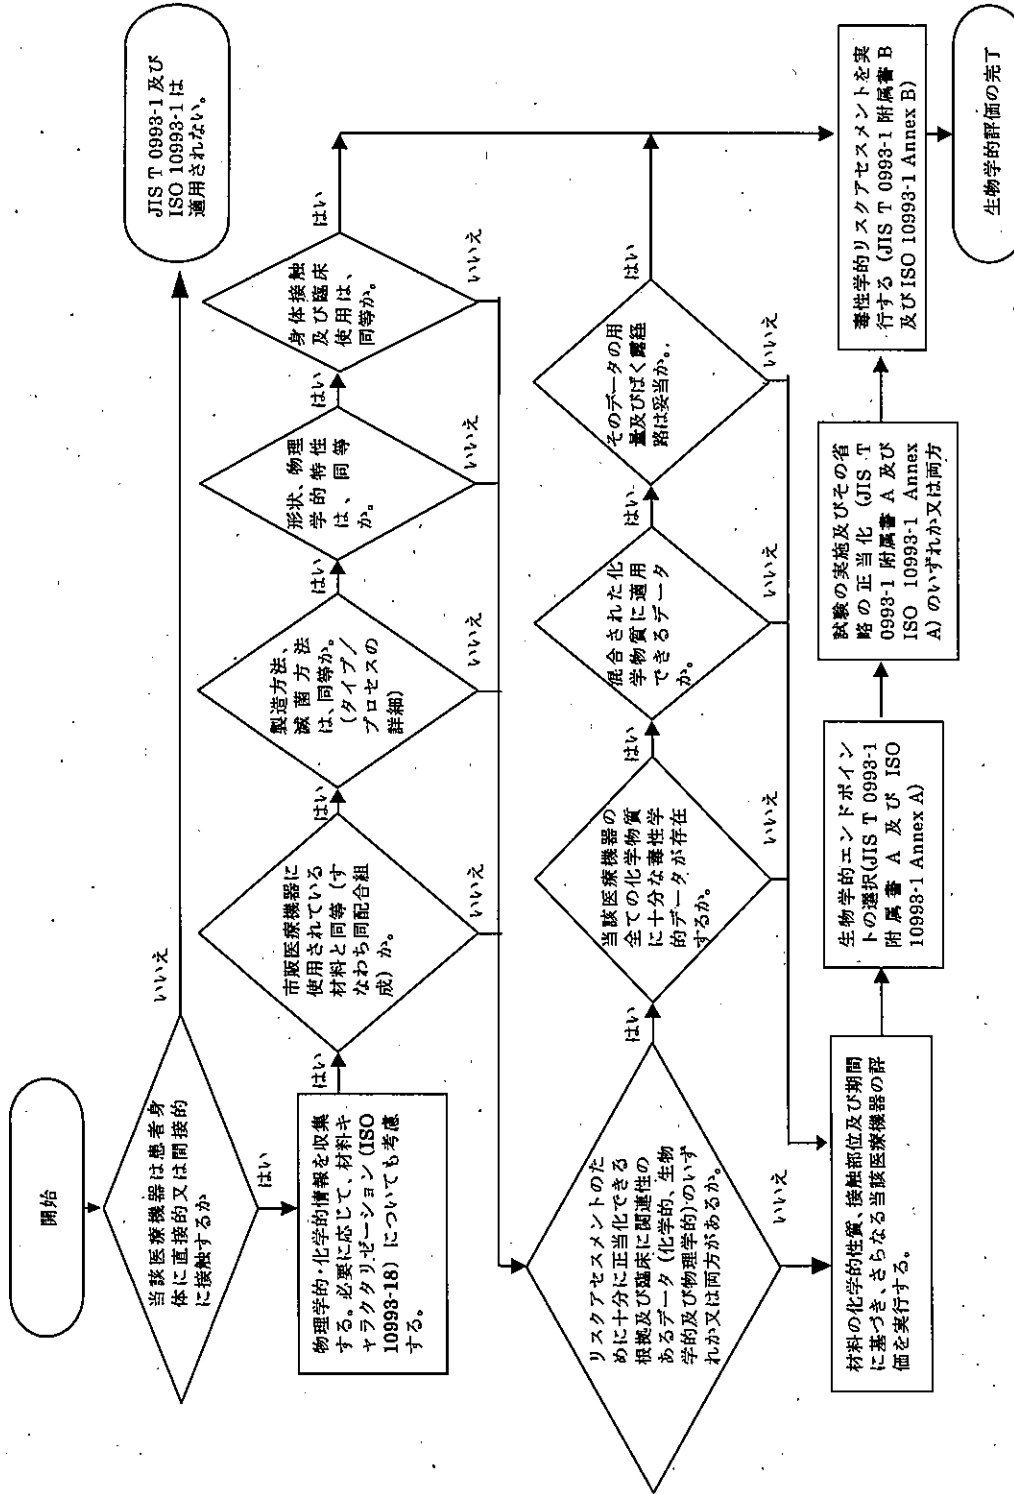 開始
当該医療機器は患者身
体に直接的又は間接的
に接触するか
いいえ
JIS T 0993-1 及び
ISO 10993-1 は
適用されない。
はい
物理学的・化学的情報を収集
する。必要に応じて、材料キ
ャラクタリゼーション (ISO
10993-18) についても考慮
する。
はい
市販医療機器に
使用されている
材料と同等 (す
なわち同配合組
成) か。
いいえ
はい
製造方法、
滅菌方法
は、同等か。
(タイプ/
プロセスの
詳細)
いいえ
はい
形状、物理
学的特性
は、同等
か。
いいえ
はい
身体接触
及び臨床
使用は、
同等か。
いいえ
はい
リスクアセスメントのた
めに十分に正当化できる
根拠及び臨床に関連性の
あるデータ (化学的、生物
学的及び物理学的)のいず
れか又は両方があるか。
いいえ
はい
当該医療機器の
全ての化学物質
に十分な毒性学
的データが存在
するか。
いいえ
はい
混合された化
学物質に適用
できるデータ
か。
いいえ
はい
そのデータの用
量及びばく露経
路は妥当か。
いいえ
はい
材料の化学的性質、接触部位及び期間
に基づき、さらなる当該医療機器の評
価を実行する。
生物学的エンドポイン
トの選択(JIS T 0993-1
附属書 A 及び ISO
10993-1 Annex A)
試験の実施及びその省
略の正当化 (JIS T
0993-1 附属書 A 及び
ISO 10993-1 Annex
A) のいずれか又は両方
毒性学的リスクアセスメントを実
行する (JIS T 0993-1 附属書 B
及び ISO 10993-1 Annex B)
生物学的評価の完了